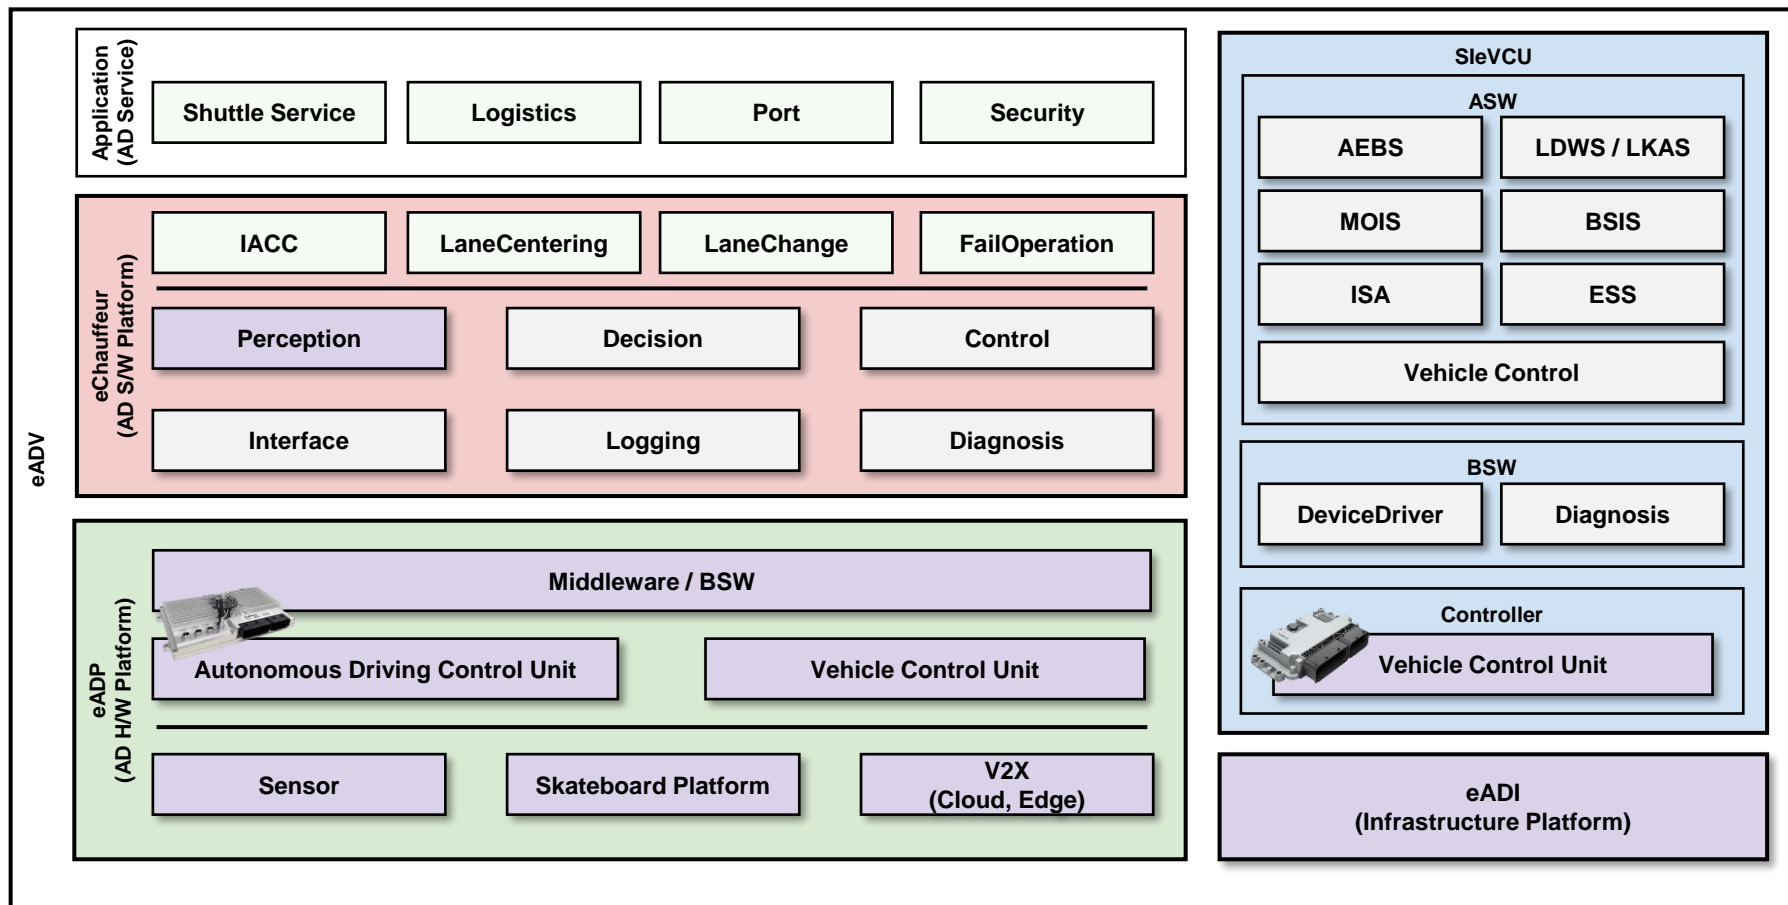 eADV
Application
(AD Service)
Shuttle Service
Logistics
Port
Security
eChauffeur
(AD S/W Platform)
IACC
LaneCentering
LaneChange
FailOperation
Perception
Decision
Control
Interface
Logging
Diagnosis
eADP
(AD H/W Platform)
Middleware / BSW
Autonomous Driving Control Unit
Vehicle Control Unit
Sensor
Skateboard Platform
V2X
(Cloud, Edge)
SleVCU
ASW
AEBS
LDWS / LKAS
MOIS
BSIS
ISA
ESS
Vehicle Control
BSW
DeviceDriver
Diagnosis
Controller
Vehicle Control Unit
eADI
(Infrastructure Platform)